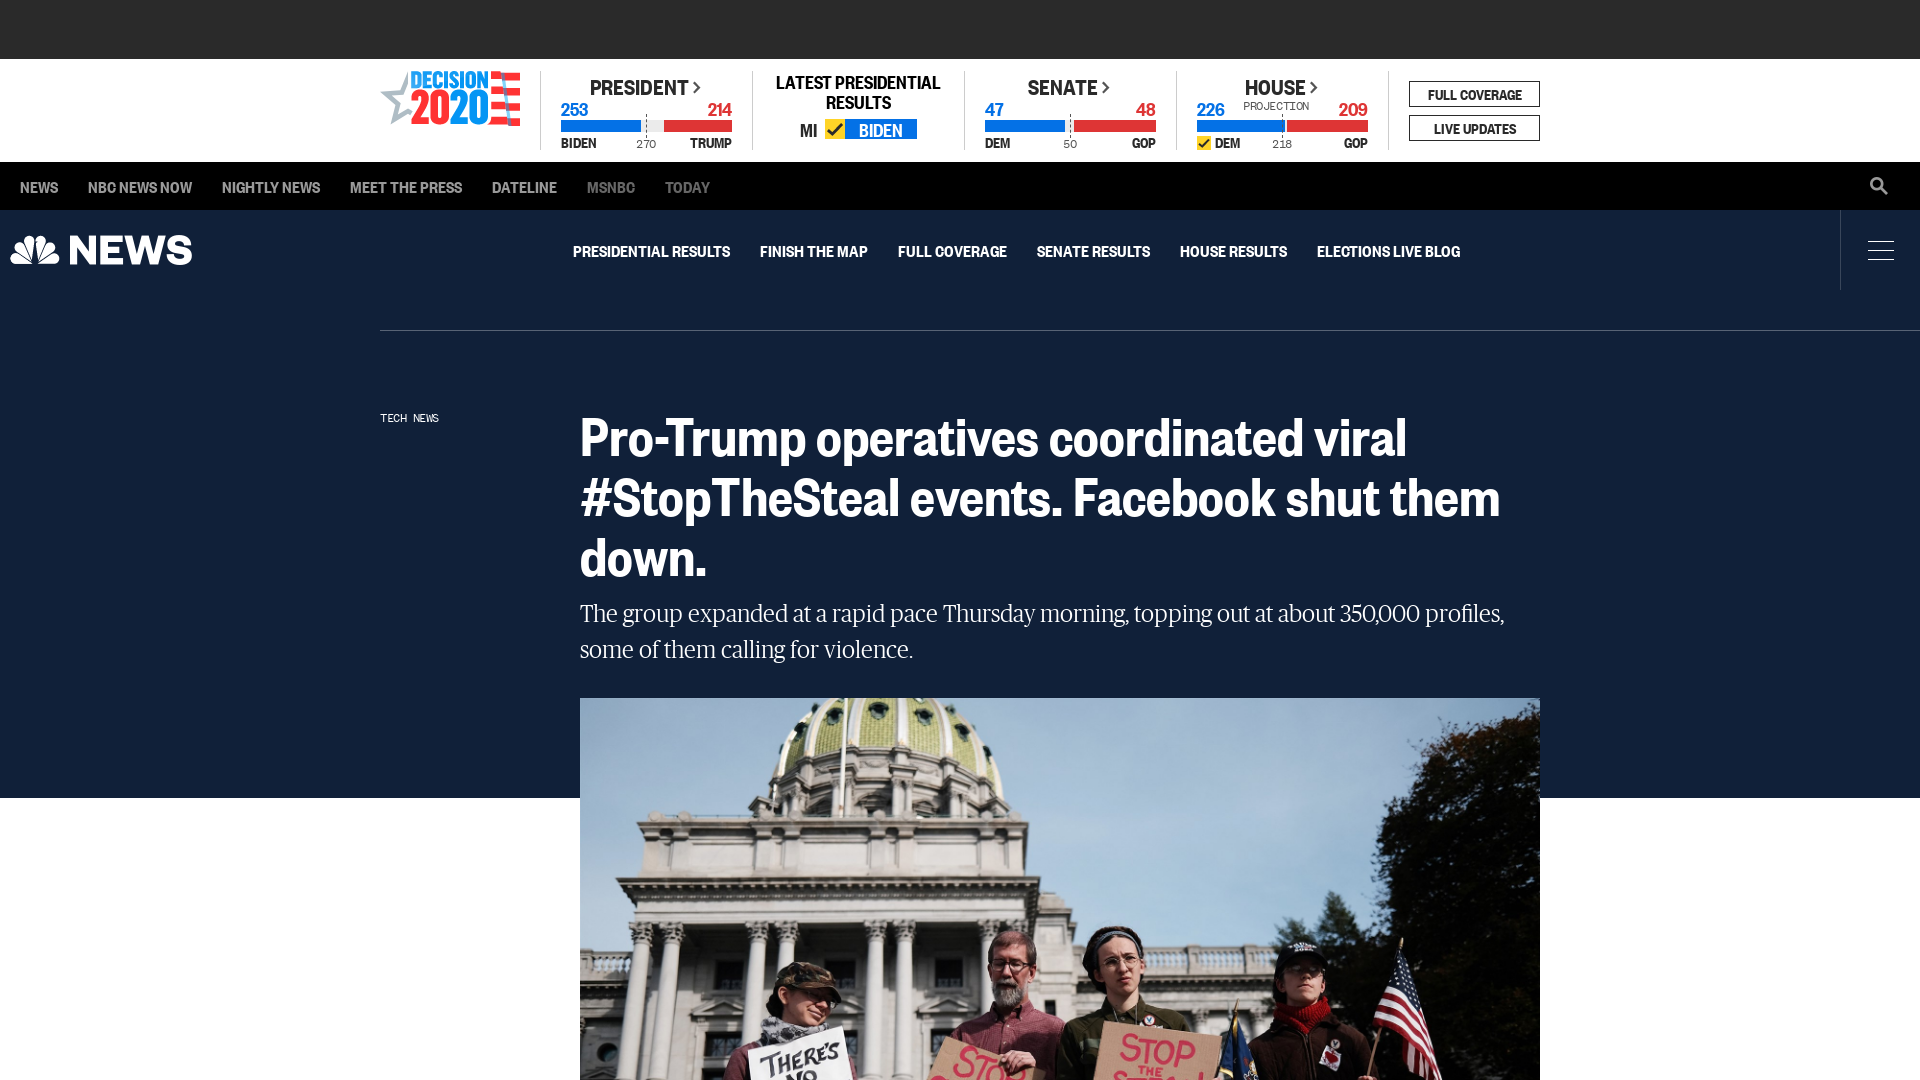 DECISION
2020
PRESIDENT
253 214
BIDEN 270 TRUMP
LATEST PRESIDENTIAL
RESULTS
MI BIDEN
SENATE
47 48
DEM 50 GOP
HOUSE
226 PROJECTION 209
DEM 218 GOP
FULL COVERAGE
LIVE UPDATES
NEWS NBC NEWS NOW NIGHTLY NEWS MEET THE PRESS DATELINE MSNBC TODAY
NEWS
PRESIDENTIAL RESULTS FINISH THE MAP FULL COVERAGE SENATE RESULTS HOUSE RESULTS ELECTIONS LIVE BLOG
TECH NEWS
Pro-Trump operatives coordinated viral
#StopTheSteal events. Facebook shut them
down.
The group expanded at a rapid pace Thursday morning, topping out at about 350,000 profiles,
some of them calling for violence.
THERE'S
NO
STOP
STOP
THE